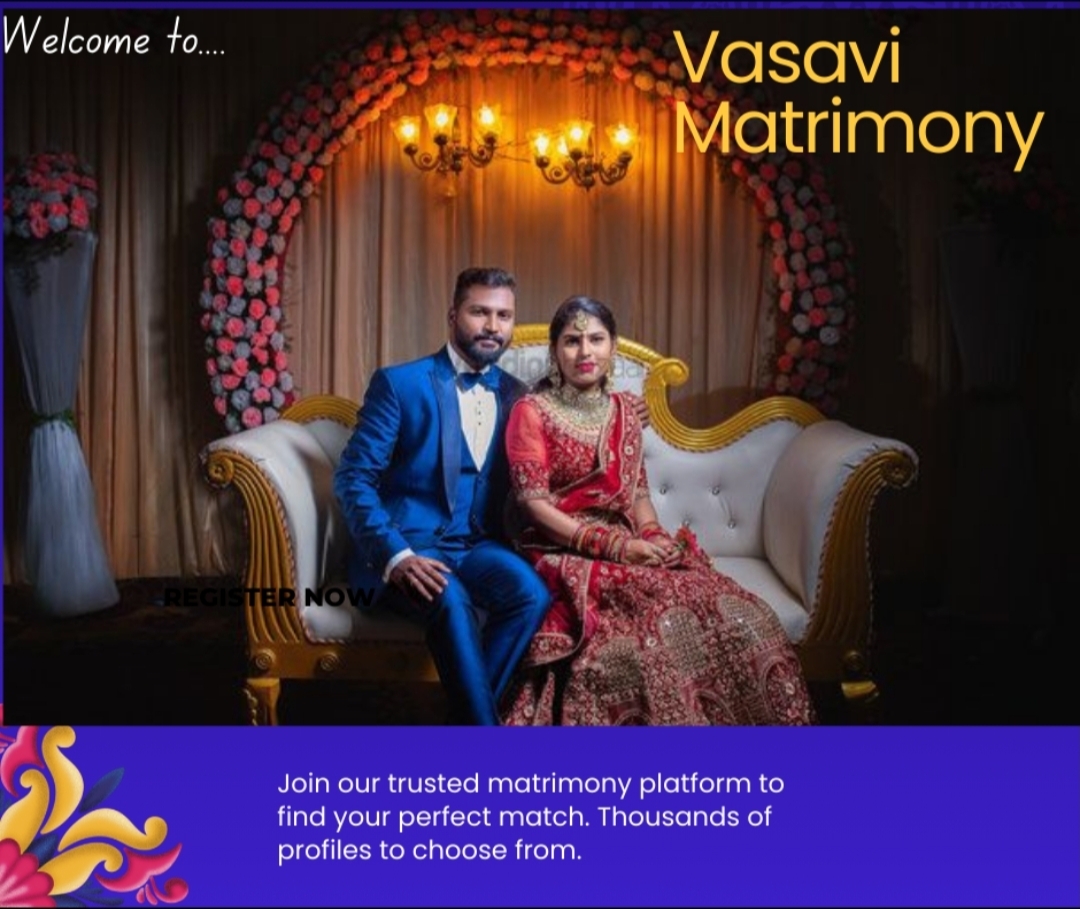 Welcome to....
Vasavi
Matrimony
REGISTER NOW
Join our trusted matrimony platform to
find your perfect match. Thousands of
profiles to choose from.